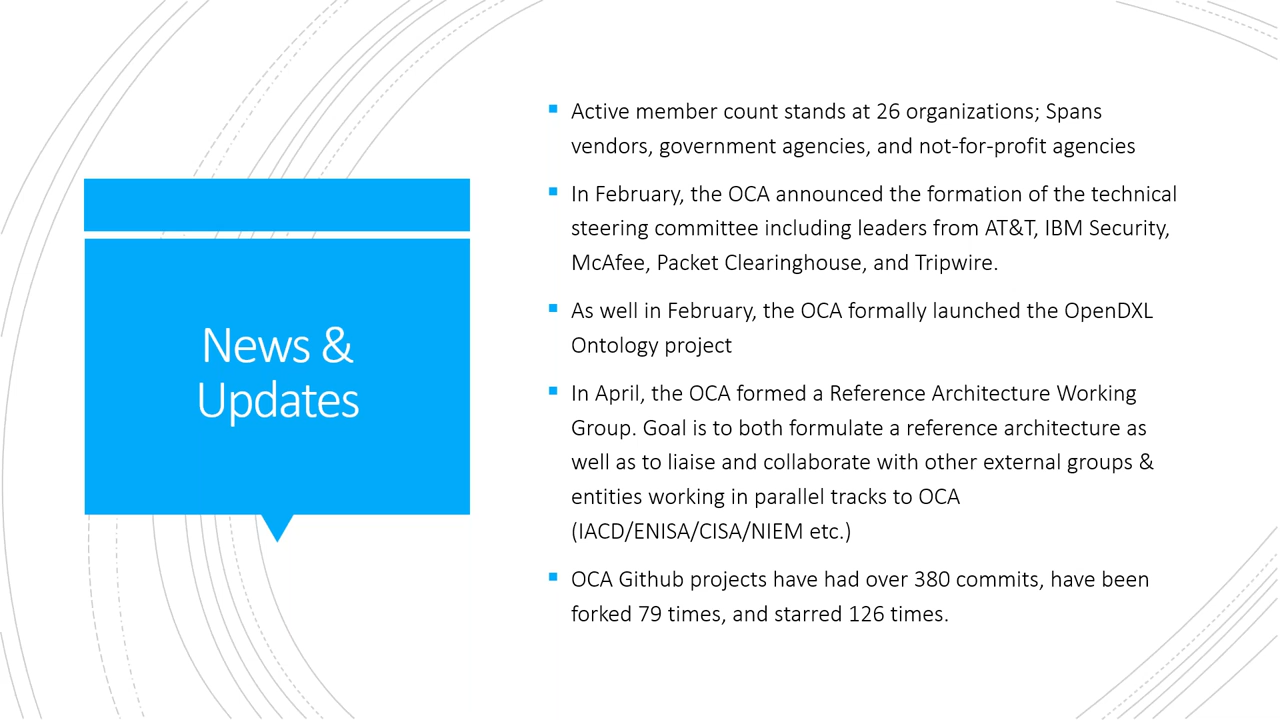 News &
Updates
Active member count stands at 26 organizations; Spans
vendors, government agencies, and not-for-profit agencies
In February, the OCA announced the formation of the technical
steering committee including leaders from AT&T, IBM Security,
McAfee, Packet Clearinghouse, and Tripwire.
As well in February, the OCA formally launched the OpenDXL
Ontology project
In April, the OCA formed a Reference Architecture Working
Group. Goal is to both formulate a reference architecture as
well as to liaise and collaborate with other external groups &
entities working in parallel tracks to OCA
(IACD/ENISA/CISA/NIEM etc.)
OCA Github projects have had over 380 commits, have been
forked 79 times, and starred 126 times.